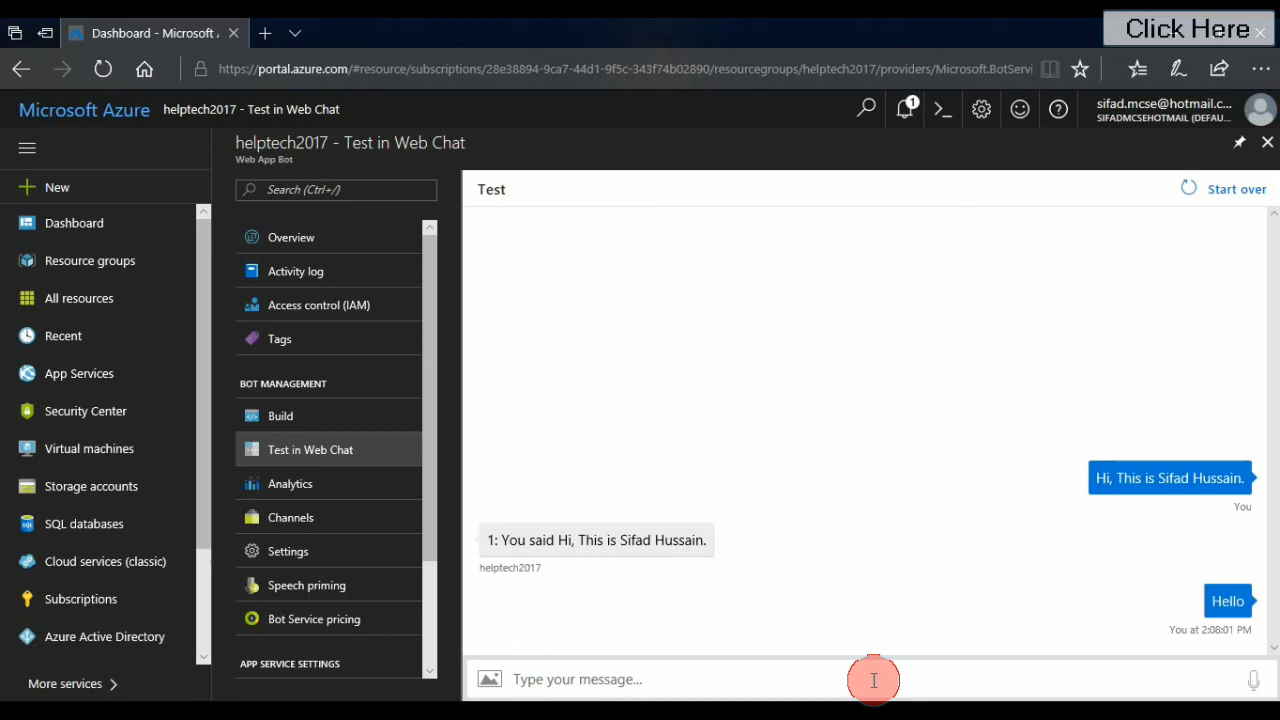 Dashboard - Microsoft A
Click Here
https://portal.azure.com/#resource/subscriptions/28e38894-9ca7-44d1-9f5c-343f74b02890/resourcegroups/helptech2017/providers/Microsoft.BotServi
Microsoft Azure
helptech2017 - Test in Web Chat
1
sifad.mcse@hotmail.c...
SIFADMCSEHOTMAIL (DEFAU...
New
Dashboard
Resource groups
All resources
Recent
App Services
Security Center
Virtual machines
Storage accounts
SQL databases
Cloud services (classic)
Subscriptions
Azure Active Directory
More services
helptech2017 - Test in Web Chat
Web App Bot
Search (Ctrl+/)
Overview
Activity log
Access control (IAM)
Tags
BOT MANAGEMENT
Build
Test in Web Chat
Analytics
Channels
Settings
Speech priming
Bot Service pricing
APP SERVICE SETTINGS
Test
Start over
Hi, This is Sifad Hussain.
You
1: You said Hi, This is Sifad Hussain.
helptech2017
Hello
You at 2:08:01 PM
Type your message...